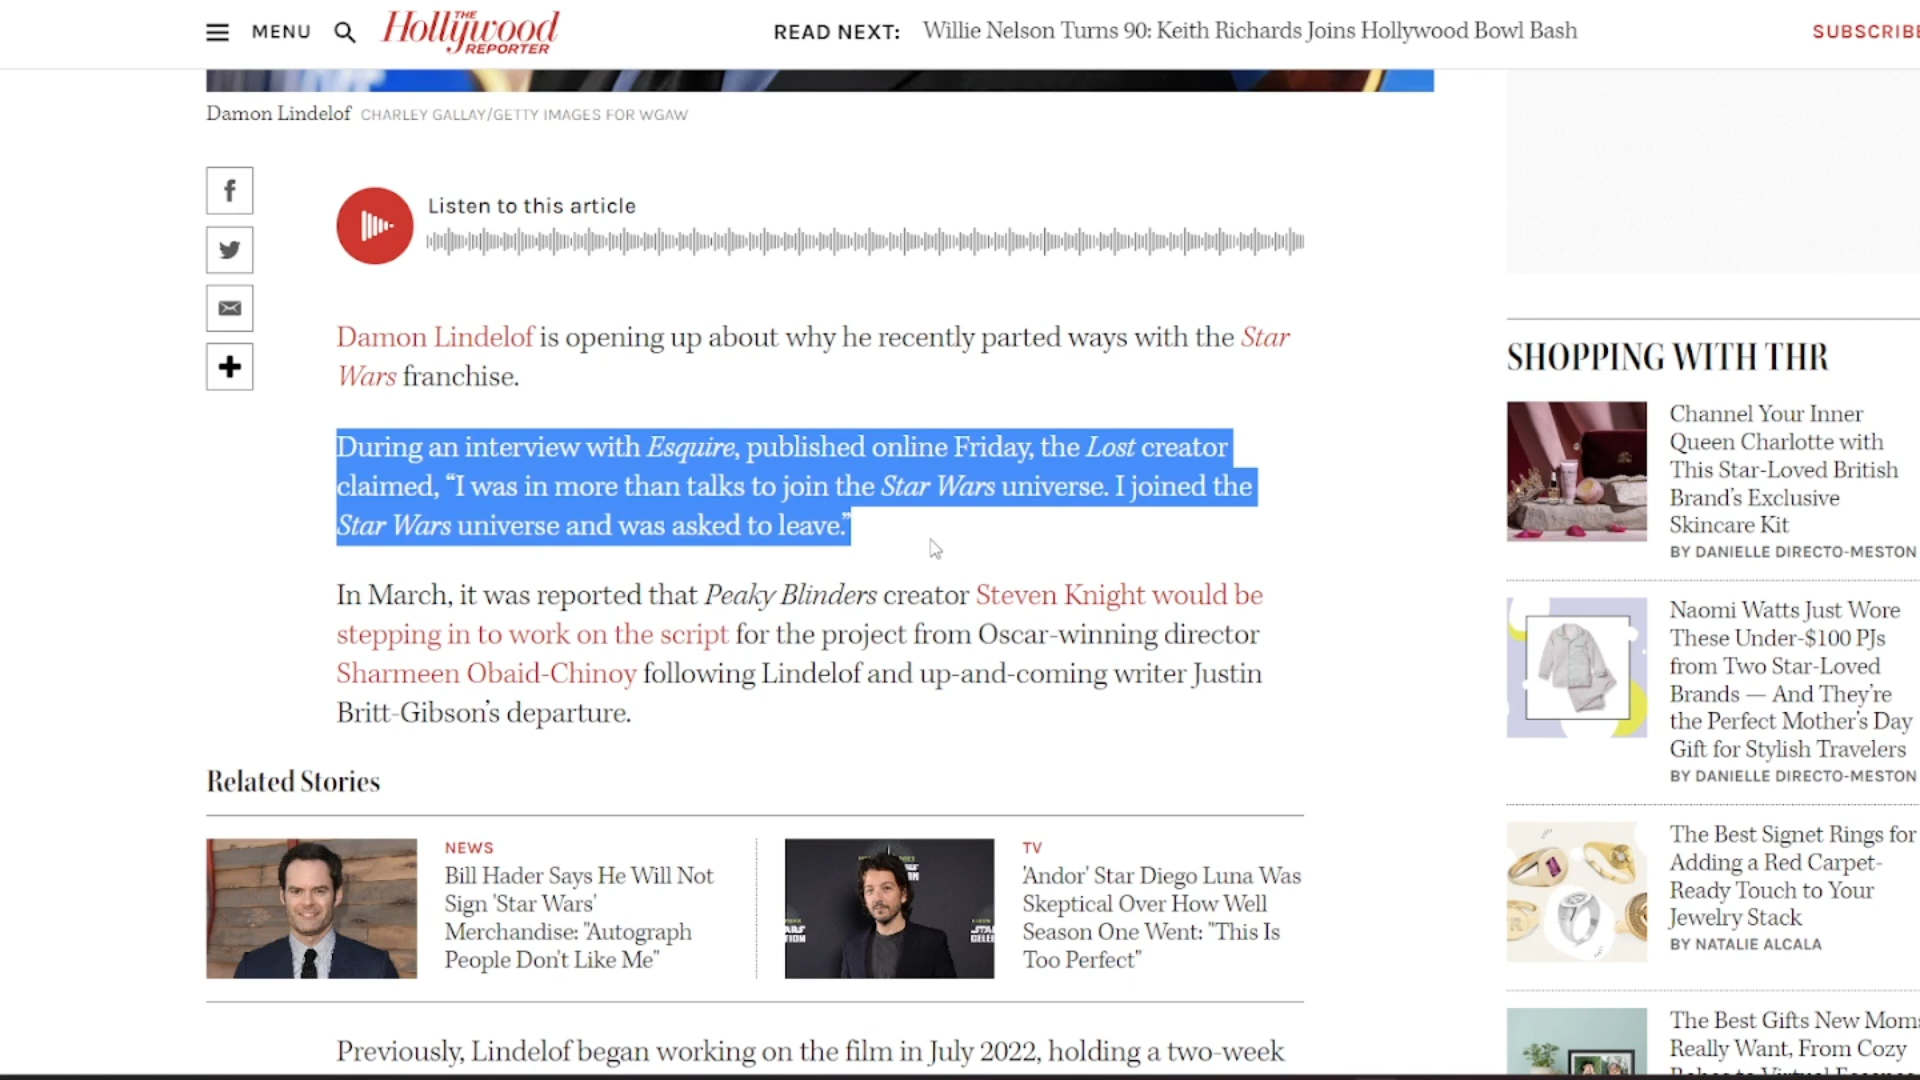 MENU
THE
Hollywood
REPORTER
READ NEXT: Willie Nelson Turns 90: Keith Richards Joins Hollywood Bowl Bash
SUBSCRIBE
Damon Lindelof CHARLEY GALLAY/GETTY IMAGES FOR WGAW
Listen to this article
Damon Lindelof is opening up about why he recently parted ways with the Star
Wars franchise.
During an interview with Esquire, published online Friday, the Lost creator
claimed, “I was in more than talks to join the Star Wars universe. I joined the
Star Wars universe and was asked to leave.”
In March, it was reported that Peaky Blinders creator Steven Knight would be
stepping in to work on the script for the project from Oscar-winning director
Sharmeen Obaid-Chinoy following Lindelof and up-and-coming writer Justin
Britt-Gibson’s departure.
Related Stories
NEWS
Bill Hader Says He Will Not
Sign 'Star Wars'
Merchandise: "Autograph
People Don't Like Me"
TV
'Andor' Star Diego Luna Was
Skeptical Over How Well
Season One Went: "This Is
Too Perfect"
Previously, Lindelof began working on the film in July 2022, holding a two-week
SHOPPING WITH THR
Channel Your Inner
Queen Charlotte with
This Star-Loved British
Brand’s Exclusive
Skincare Kit
BY DANIELLE DIRECTO-MESTON
Naomi Watts Just Wore
These Under-$100 PJs
from Two Star-Loved
Brands — And They’re
the Perfect Mother’s Day
Gift for Stylish Travelers
BY DANIELLE DIRECTO-MESTON
The Best Signet Rings for
Adding a Red Carpet-
Ready Touch to Your
Jewelry Stack
BY NATALIE ALCALA
The Best Gifts New Moms
Really Want, From Cozy